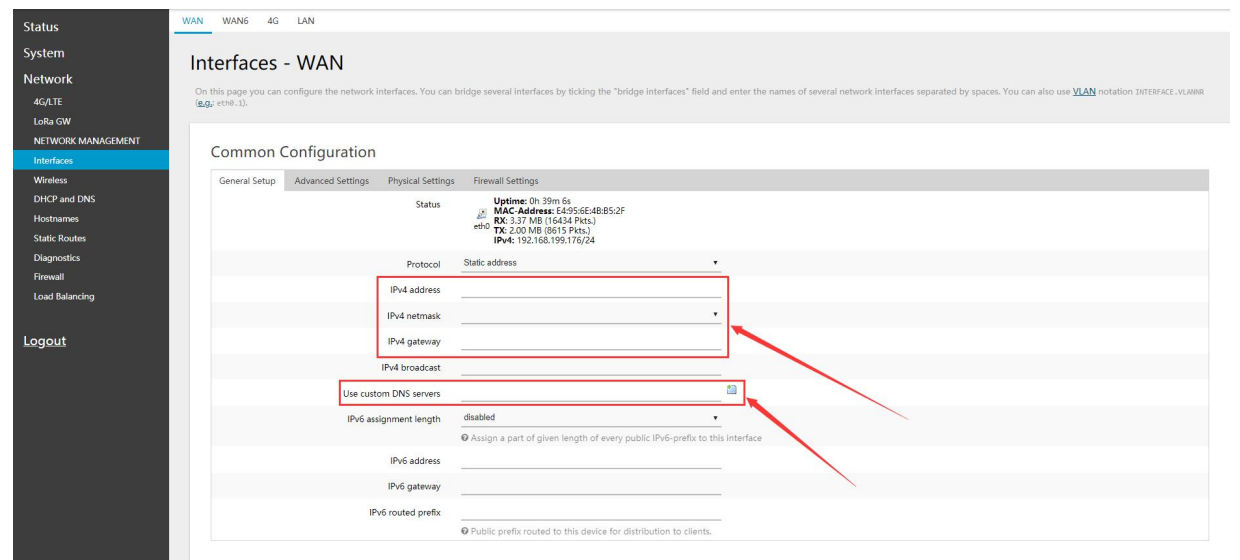 Status
System
Network
4G/LTE
LoRa GW
NETWORK MANAGEMENT
Interfaces
Wireless
DHCP and DNS
Hostnames
Static Routes
Diagnostics
Firewall
Load Balancing
Logout
WAN WAN6 4G LAN
Interfaces - WAN
On this page you can configure the network interfaces. You can bridge several interfaces by ticking the "bridge interfaces" field and enter the names of several network interfaces separated by spaces. You can also use VLAN notation INTERFACE.VLANNR
(e.g.: eth0.1).
Common Configuration
General Setup Advanced Settings Physical Settings Firewall Settings
Status
eth0
Uptime: 0h 39m 6s
MAC-Address: E4:95:6E:4B:B5:2F
RX: 3.37 MB (16434 Pkts.)
TX: 2.00 MB (8615 Pkts.)
IPv4: 192.168.199.176/24
Protocol Static address
IPv4 address
IPv4 netmask
IPv4 gateway
IPv4 broadcast
Use custom DNS servers
IPv6 assignment length disabled
Assign a part of given length of every public IPv6-prefix to this interface
IPv6 address
IPv6 gateway
IPv6 routed prefix
Public prefix routed to this device for distribution to clients.